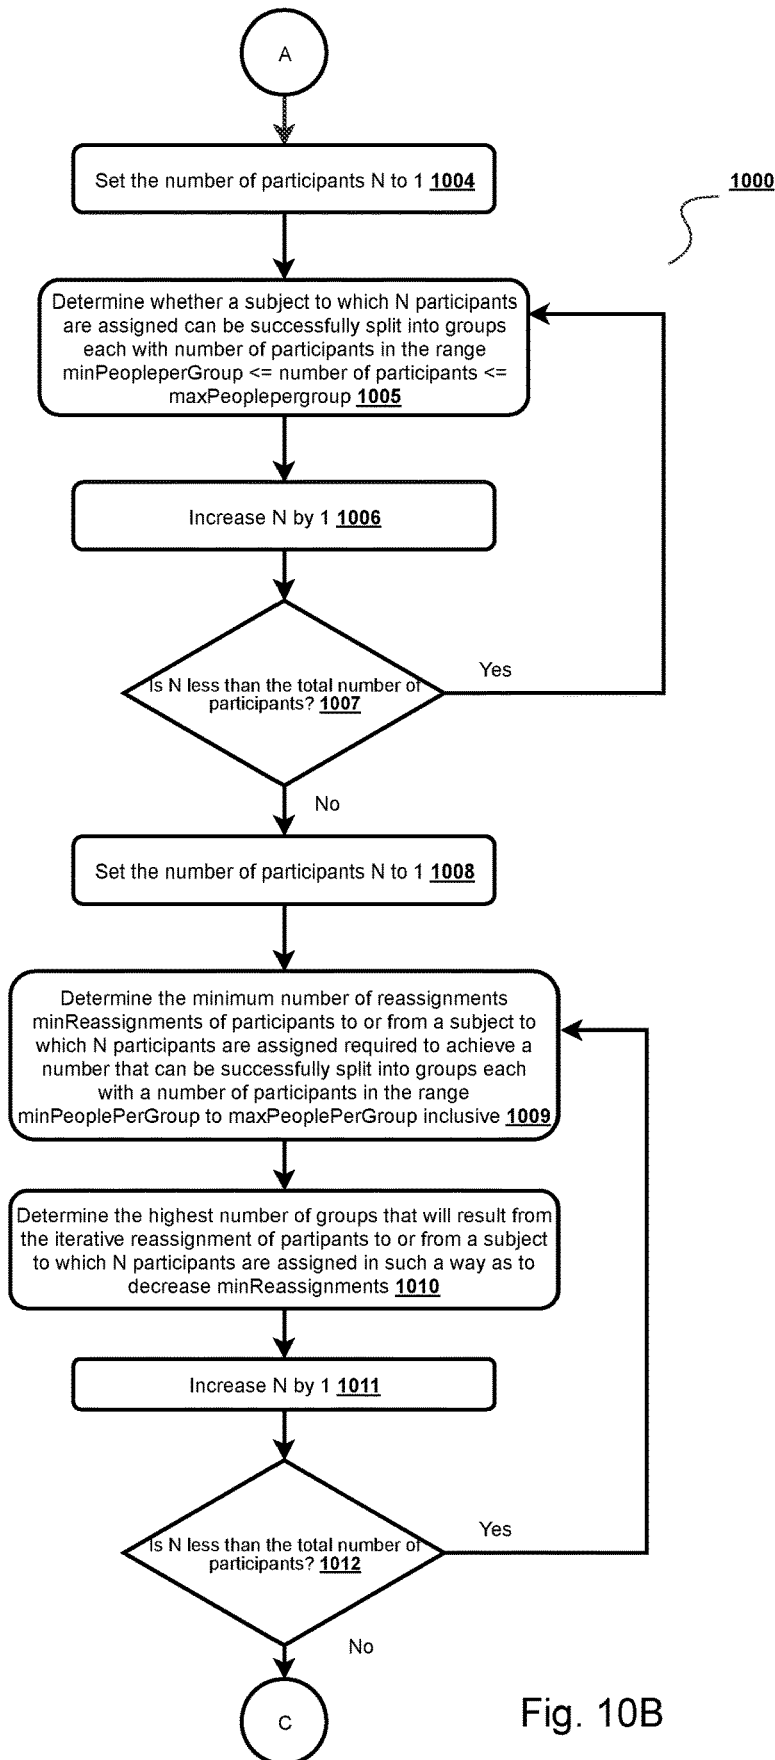 A
Set the number of participants N to 1 1004
1000
Determine whether a subject to which N participants
are assigned can be successfully split into groups
each with number of participants in the range
minPeopleperGroup <= number of participants <=
maxPeoplepergroup 1005
Increase N by 1 1006
Is N less than the total number of
participants? 1007
Yes
No
Set the number of participants N to 1 1008
Determine the minimum number of reassignments
minReassignments of participants to or from a subject to
which N participants are assigned required to achieve a
number that can be successfully split into groups each
with a number of participants in the range
minPeoplePerGroup to maxPeoplePerGroup inclusive 1009
Determine the highest number of groups that will result from
the iterative reassignment of partipants to or from a subject
to which N participants are assigned in such a way as to
decrease minReassignments 1010
Increase N by 1 1011
Is N less than the total number of
participants? 1012
Yes
No
C
Fig. 10B